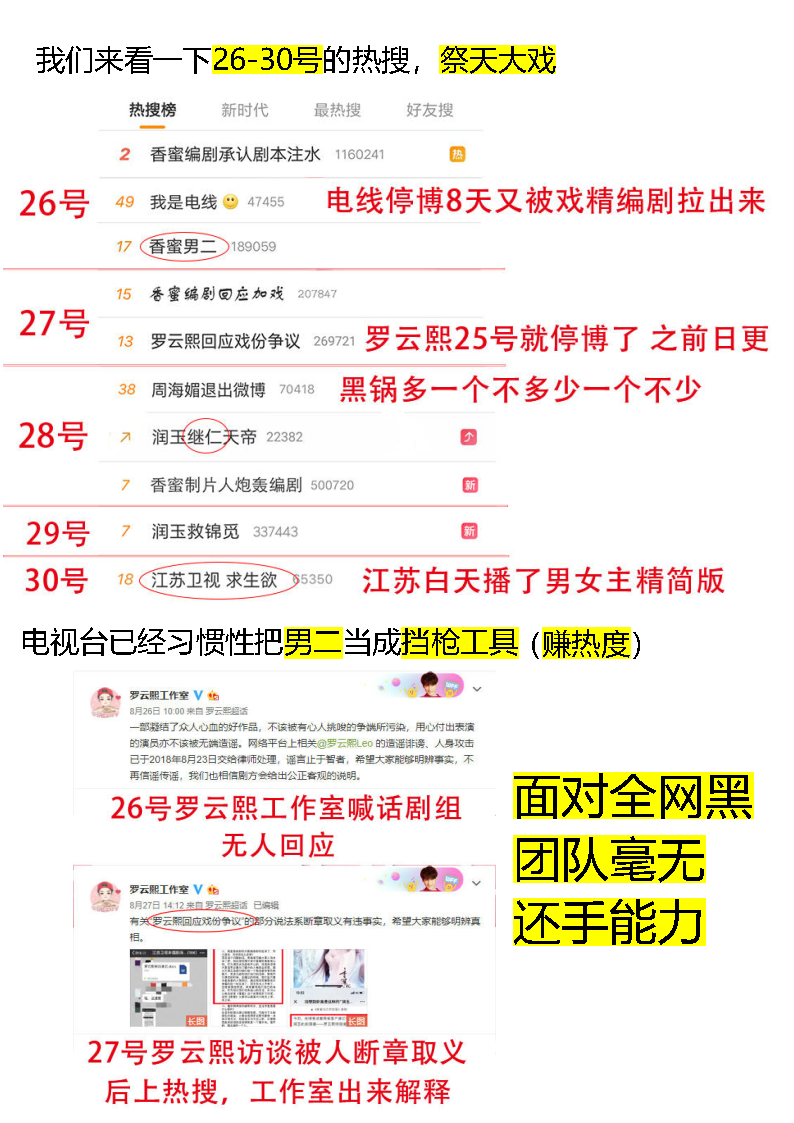 我们来看一下26-30号的热搜，祭天大戏
热搜榜 新时代 最热搜 好友搜
2 香蜜编剧承认剧本注水 1160241 热
26号 49 我是电线 47455 电线停博8天又被戏精编剧拉出来
17 香蜜男二 189059
15 香蜜编剧回应加戏 207847
27号 13 罗云熙回应戏份争议 269721 罗云熙25号就停博了 之前日更
38 周海媚退出微博 70418 黑锅多一个不多少一个不少
28号 润玉继仁天帝 22382
7 香蜜制片人炮轰编剧 500720 新
29号 7 润玉救锦觅 337443 新
30号 18 江苏卫视 求生欲 65350 江苏白天播了男女主精简版
电视台已经习惯性把男二当成挡枪工具（赚热度）
罗云熙工作室
8月26日 10:00 来自 罗云熙超话
一部凝结了众人心血的好作品，不该被有心人挑唆的争端所污染，用心付出表演
的演员亦不该被无端造谣。网络平台上相关@罗云熙Leo 的造谣诽谤、人身攻击
已于2018年8月23日交给律师处理，谣言止于智者，希望大家能够明辨事实，不
再信谣传谣，我们也相信剧方会给出公正客观的说明。
26号罗云熙工作室喊话剧组
无人回应
面对全网黑
团队毫无
还手能力
罗云熙工作室
8月27日 14:12 来自 罗云熙超话 已编辑
有关"罗云熙回应戏份争议"的部分说法系断章取义有违事实，希望大家能够明辨真
相。
长图 长图
27号罗云熙访谈被人断章取义
后上热搜，工作室出来解释